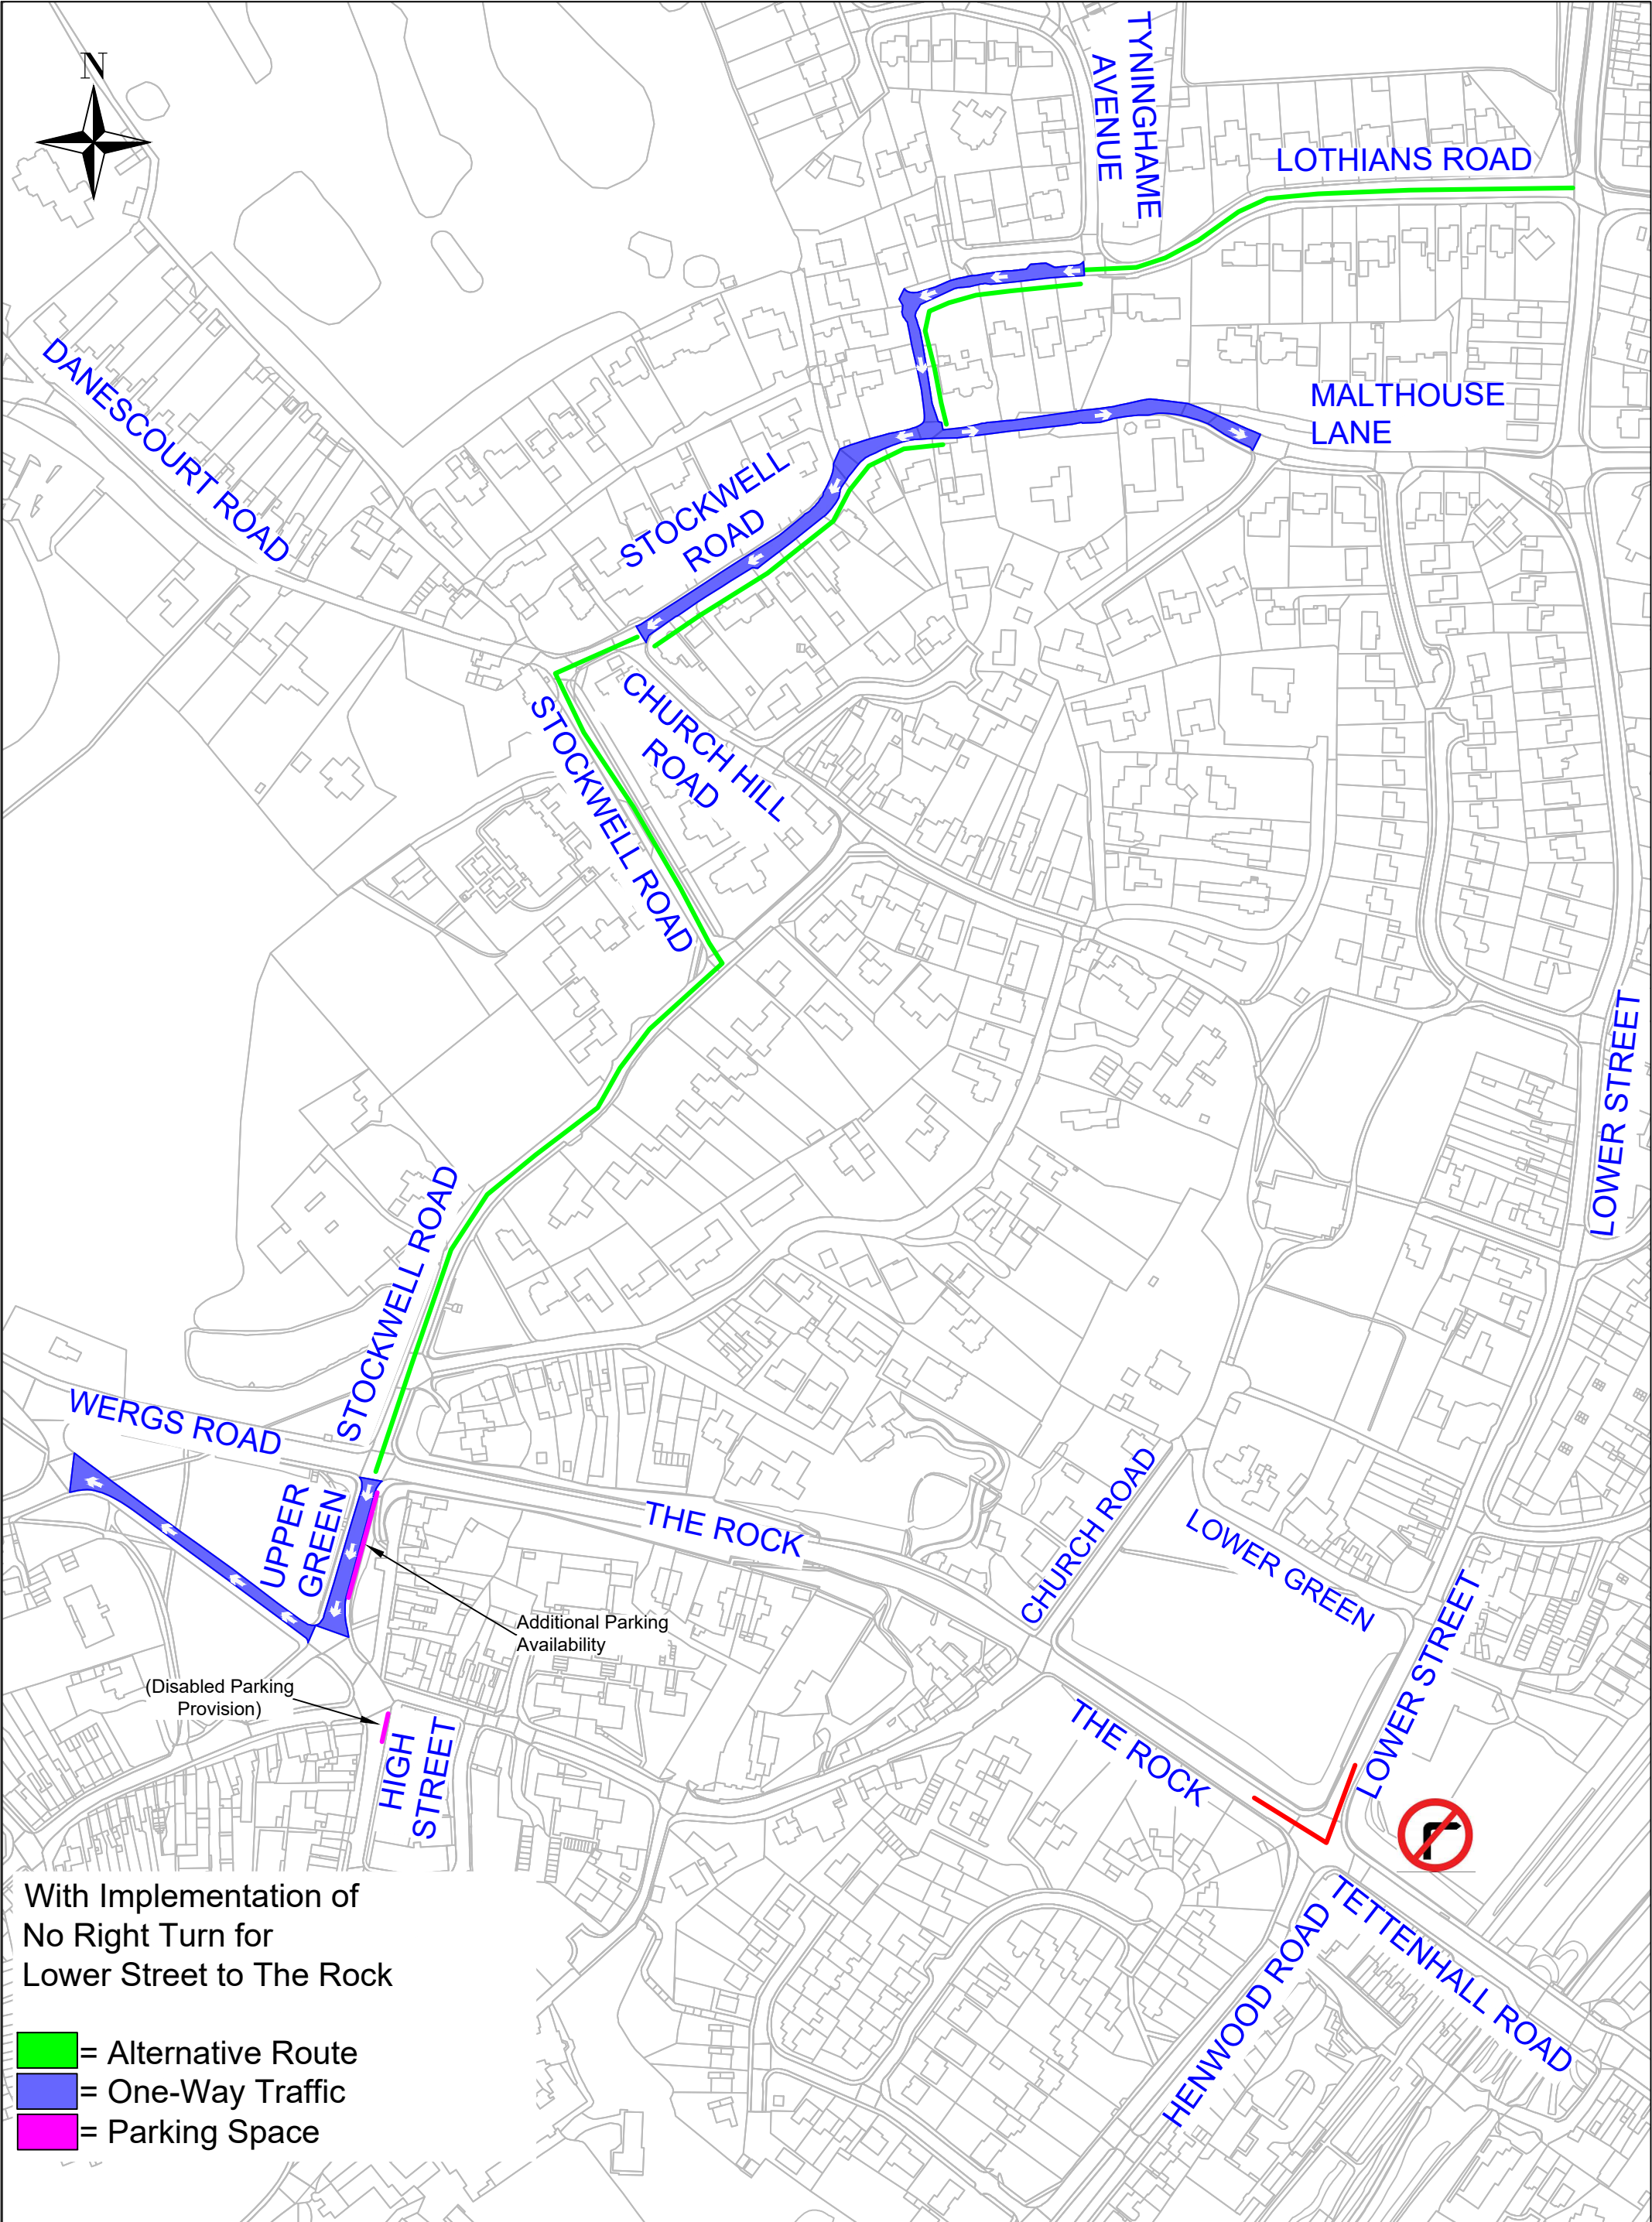 N
TYNINGHAME
AVENUE
LOTHIANS ROAD
DANESCOURT ROAD
MALTHOUSE
LANE
STOCKWELL
ROAD
CHURCH HILL
ROAD
STOCKWELL ROAD
LOWER STREET
STOCKWELL ROAD
WERGS ROAD
UPPER
GREEN
THE ROCK
CHURCH ROAD
LOWER GREEN
LOWER STREET
Additional Parking
Availability
(Disabled Parking
Provision)
HIGH
STREET
THE ROCK
TETTENHALL ROAD
HENWOOD ROAD
With Implementation of
No Right Turn for
Lower Street to The Rock
= Alternative Route
= One-Way Traffic
= Parking Space